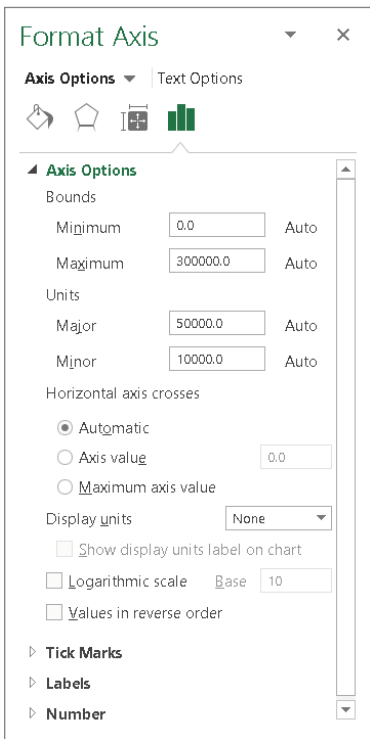 Format Axis
Axis Options Text Options
Axis Options
Bounds
Minimum 0.0 Auto
Maximum 300000.0 Auto
Units
Major 50000.0 Auto
Minor 10000.0 Auto
Horizontal axis crosses
Automatic
Axis value 0.0
Maximum axis value
Display units None
Show display units label on chart
Logarithmic scale Base 10
Values in reverse order
Tick Marks
Labels
Number